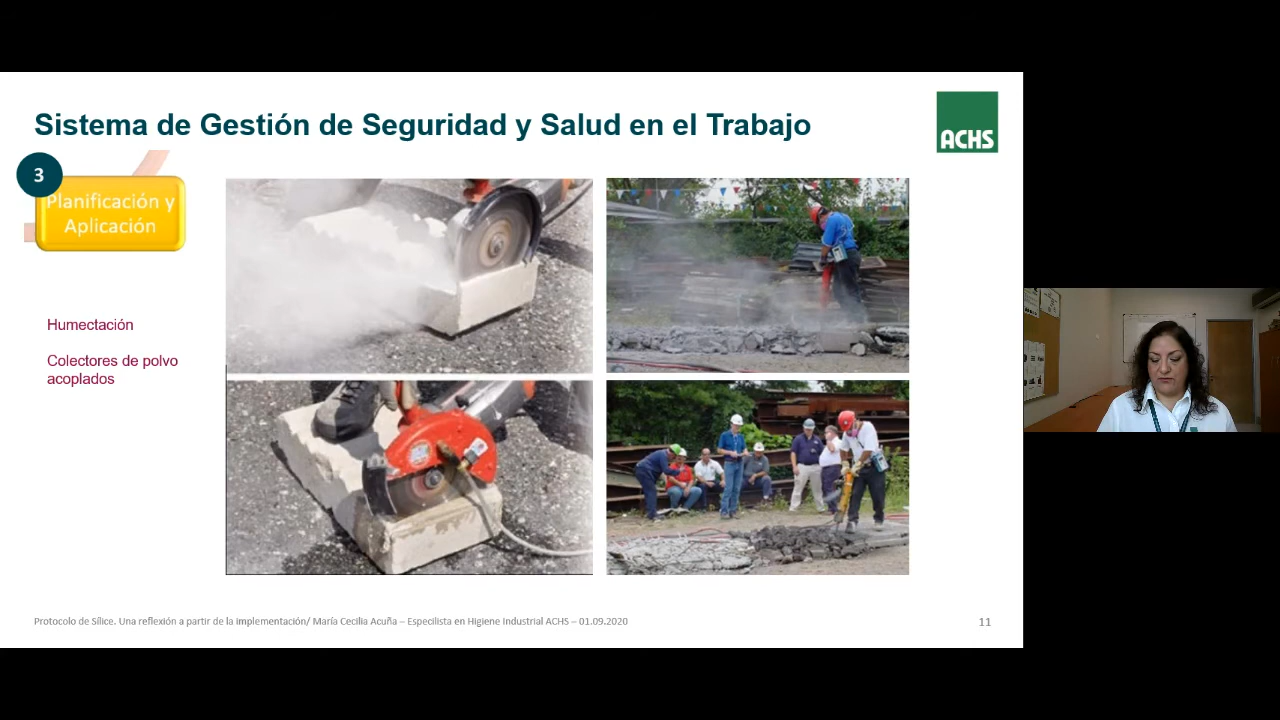 Sistema de Gestión de Seguridad y Salud en el Trabajo
ACHS
3
Planificación y
Aplicación
Humectación
Colectores de polvo
acoplados
Protocolo de Sílice. Una reflexión a partir de la implementación/ María Cecilia Acuña – Especilista en Higiene Industrial ACHS – 01.09.2020
11